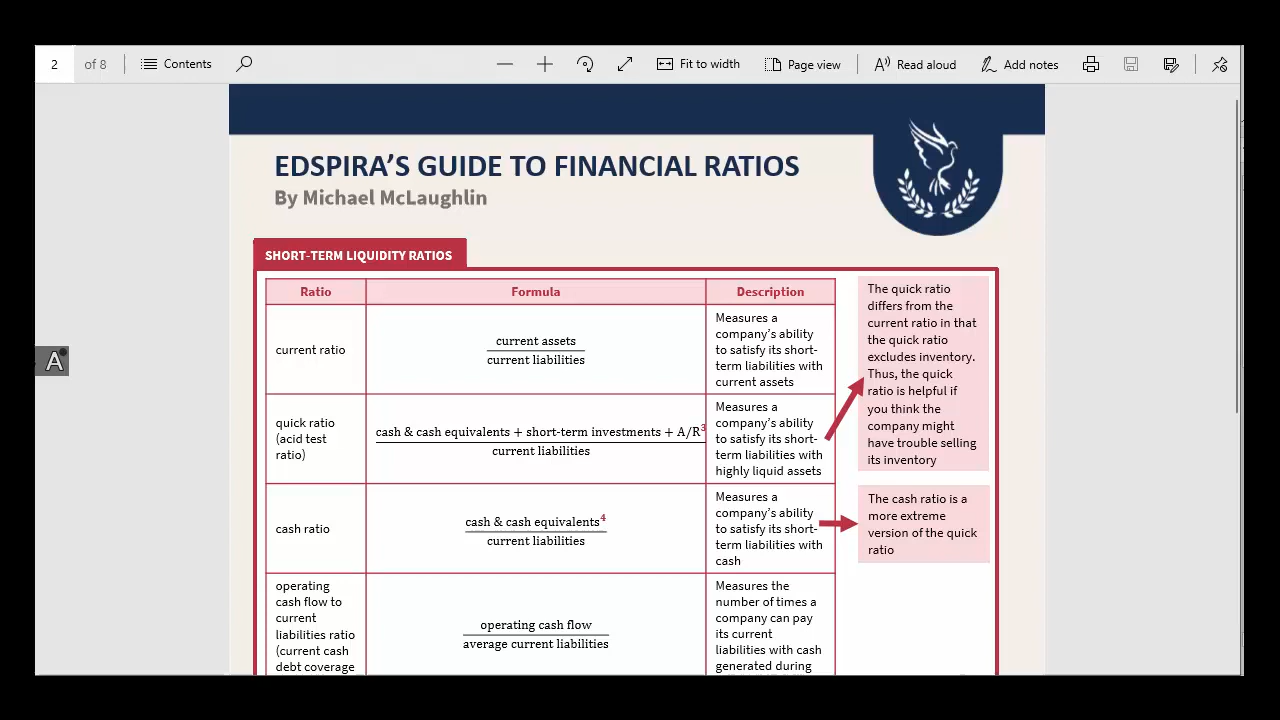 2 of 8 Contents Fit to width Page view Read aloud Add notes
EDSPIRA'S GUIDE TO FINANCIAL RATIOS
By Michael McLaughlin
SHORT-TERM LIQUIDITY RATIOS
Ratio Formula Description
current ratio
current assets
current liabilities
Measures a
company's ability
to satisfy its short-
term liabilities with
current assets
quick ratio
(acid test
ratio)
cash & cash equivalents + short-term investments + A/R³
current liabilities
Measures a
company's ability
to satisfy its short-
term liabilities with
highly liquid assets
The quick ratio
differs from the
current ratio in that
the quick ratio
excludes inventory.
Thus, the quick
ratio is helpful if
you think the
company might
have trouble selling
its inventory
cash ratio
cash & cash equivalents⁴
current liabilities
Measures a
company's ability
to satisfy its short-
term liabilities with
cash
The cash ratio is a
more extreme
version of the quick
ratio
operating
cash flow to
current
liabilities ratio
(current cash
debt coverage
operating cash flow
average current liabilities
Measures the
number of times a
company can pay
its current
liabilities with cash
generated during
A